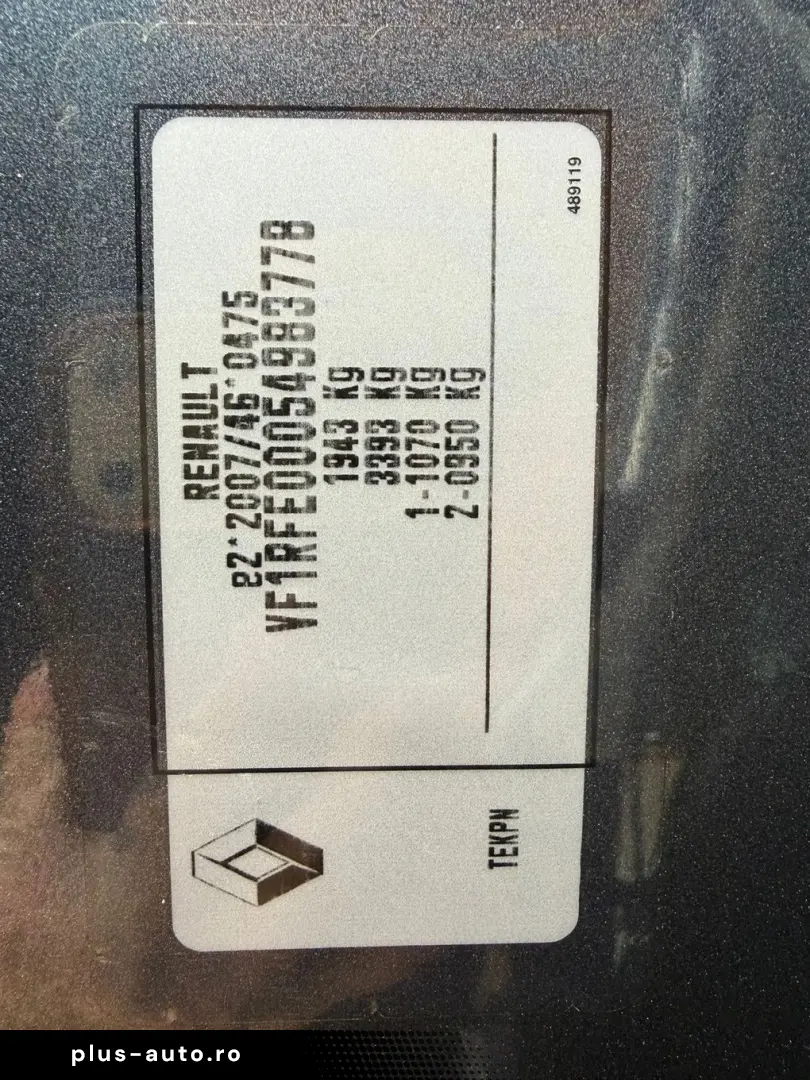 RENAULT
e2*2007/46*0475
VF1RFE00054983778
1943 Kg
3393 Kg
1-1070 Kg
2-0950 Kg
489119
TEKPN
plus-auto.ro